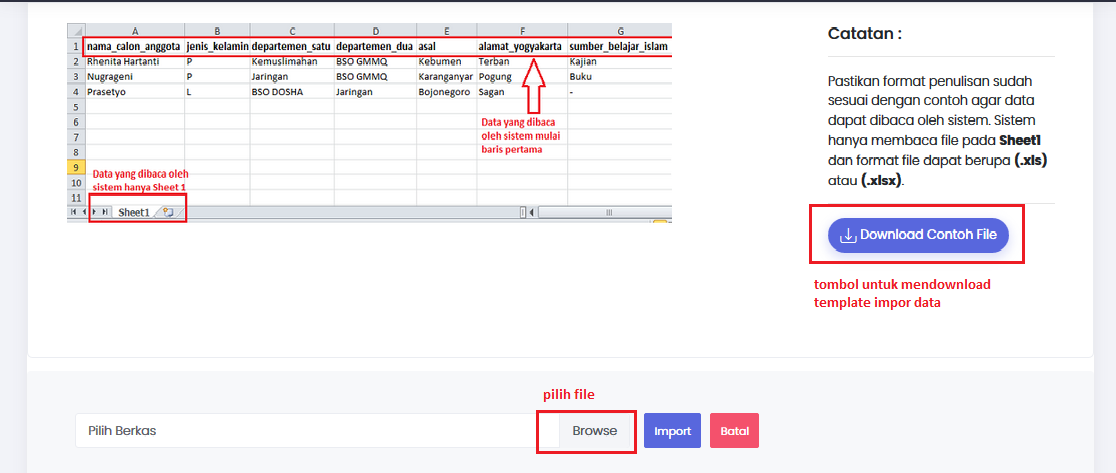 A B C D E F G
1 nama_calon_anggota jenis_kelamin departemen_satu departemen_dua asal alamat_yogyakarta sumber_belajar_islam
2 Rhenita Hartanti P Kemuslimahan BSO GMMQ Kebumen Terban Kajian
3 Nugrageni P Jaringan BSO GMMQ Karanganyar Pogung Buku
4 Prasetyo L BSO DOSHA Jaringan Bojonegoro Sagan -
5
6
7
8
9
10
11
Data yang dibaca
oleh sistem mulai
baris pertama
Data yang dibaca oleh
sistem hanya Sheet 1
Sheet1
Catatan :
Pastikan format penulisan sudah
sesuai dengan contoh agar data
dapat dibaca oleh sistem. Sistem
hanya membaca file pada Sheet1
dan format file dapat berupa (.xls)
atau (.xlsx).
Download Contoh File
tombol untuk mendownload
template impor data
pilih file
Pilih Berkas Browse Import Batal